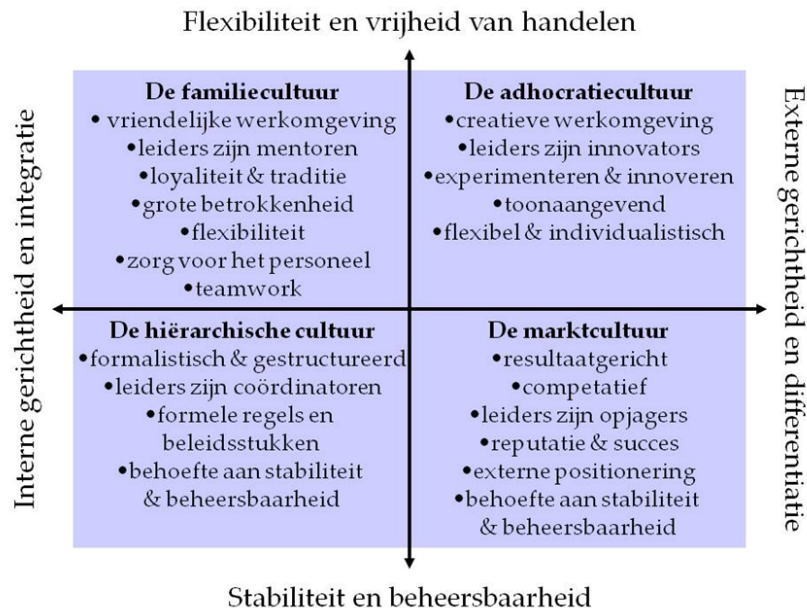 Flexibiliteit en vrijheid van handelen
Interne gerichtheid en integratie
De familiecultuur
•vriendelijke werkomgeving
•leiders zijn mentoren
•loyaliteit & traditie
•grote betrokkenheid
•flexibiliteit
•zorg voor het personeel
•teamwork
De adhocratiecultuur
•creatieve werkomgeving
•leiders zijn innovators
•experimenteren & innoveren
•toonaangevend
•flexibel & individualistisch
De hiërarchische cultuur
•formalistisch & gestructureerd
•leiders zijn coördinatoren
•formele regels en
beleidsstukken
•behoefte aan stabiliteit
& beheersbaarheid
De marktcultuur
•resultaatgericht
•competatief
•leiders zijn opjagers
•reputatie & succes
•externe positionering
•behoefte aan stabiliteit
& beheersbaarheid
Externe gerichtheid en differentiatie
Stabiliteit en beheersbaarheid